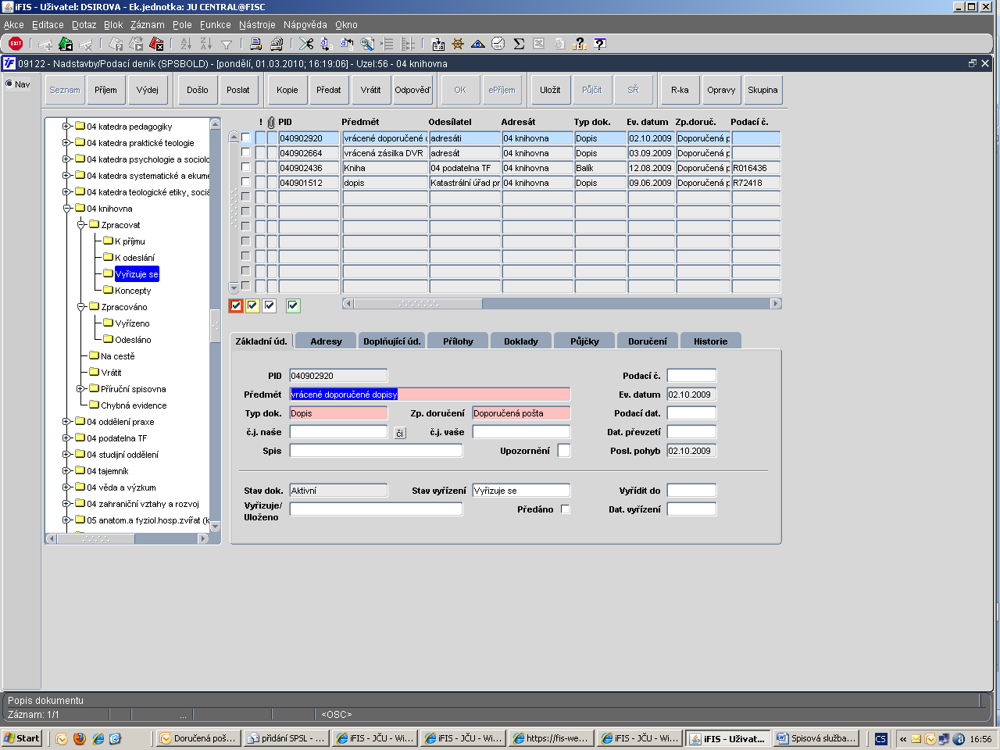 iFIS - Uživatel: DSIROVA - Ek.jednotka: JU CENTRAL@FISC
Akce Editace Dotaz Blok Záznam Pole Funkce Nástroje Nápověda Okno
EXIT
09122 - Nadstavby/Podací deník (SPSBOLD) - [pondělí, 01.03.2010; 16:19:06] - Uzel:56 - 04 knihovna
Nav
Seznam Příjem Výdej Došlo Poslat Kopie Předat Vrátit Odpověď OK ePříjem Uložit Půjčit SŘ R-ka Opravy Skupina
04 katedra pedagogiky
04 katedra praktické teologie
04 katedra psychologie a sociolo
04 katedra systematické a ekume
04 katedra teologické etiky, sociá
04 knihovna
Zpracovat
K příjmu
K odeslání
Vyřizuje se
Koncepty
Zpracováno
Vyřízeno
Odesláno
Na cestě
Vrátit
Příruční spisovna
Chybná evidence
04 oddělení praxe
04 podatelna TF
04 studijní oddělení
04 tajemník
04 věda a výzkum
04 zahraniční vztahy a rozvoj
05 anatom.a fyziol.hosp.zvířat (k
! PID Předmět Odesílatel Adresát Typ dok. Ev. datum Zp.doruč. Podací č.
040902920 vrácené doporučené d adresáti 04 knihovna Dopis 02.10.2009 Doporučená p
040902664 vrácená zásilka DVR adresát 04 knihovna Dopis 03.09.2009 Doporučená p
040902436 Kniha 04 podatelna TF 04 knihovna Balík 12.08.2009 Doporučená p R016436
040901512 dopis Katastrální úřad pr 04 knihovna Dopis 09.06.2009 Doporučená p R72418
Základní úd. Adresy Doplňující úd. Přílohy Doklady Půjčky Doručení Historie
PID 040902920 Podací č.
Předmět vrácené doporučené dopisy Ev. datum 02.10.2009
Typ dok. Dopis Zp. doručení Doporučená pošta Podací dat.
č.j. naše čí č.j. vaše Dat. převzetí
Spis Upozornění Posl. pohyb 02.10.2009
Stav dok. Aktivní Stav vyřízení Vyřizuje se Vyřídit do
Vyřizuje/
Uloženo Předáno Dat. vyřízení
Popis dokumentu
Záznam: 1/1 ... <OSC>
Start Doručená poš... přidání SPSL - ... iFIS - JČU - Wi... iFIS - JČU - Wi... https://fis-we... iFIS - JČU - Wi... iFIS - Uživat... Spisová služba... CS « 16:56